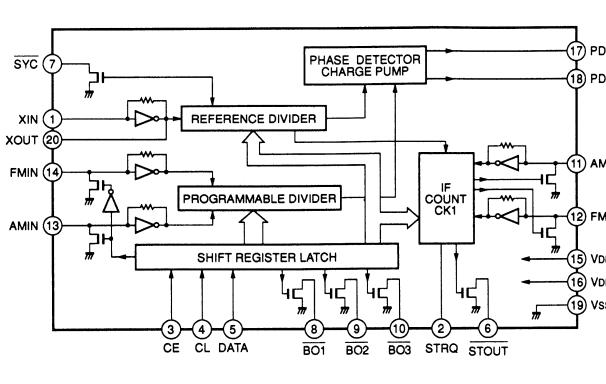 SYC 7
17 PD
PHASE DETECTOR
CHARGE PUMP
18 PD
XIN 1
REFERENCE DIVIDER
XOUT 20
FMIN 14
11 AM
IF
COUNT
CK1
PROGRAMMABLE DIVIDER
12 FM
AMIN 13
SHIFT REGISTER LATCH
15
16
19
3 4 5 8 9 10 2 6
CE CL DATA BO1 BO2 BO3 STRQ STOUT